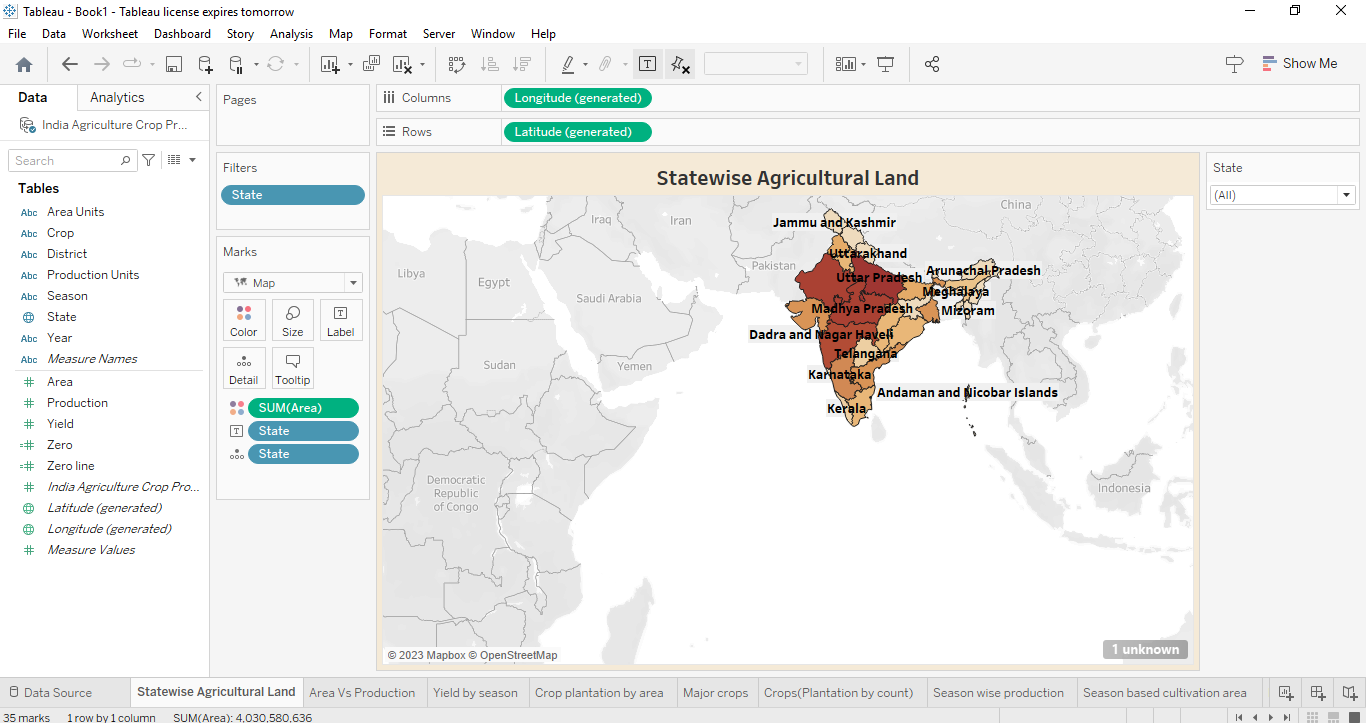 Tableau - Book1 - Tableau license expires tomorrow
File Data Worksheet Dashboard Story Analysis Map Format Server Window Help
Show Me
Data Analytics
India Agriculture Crop Pr...
Search
Tables
Abc Area Units
Abc Crop
Abc District
Abc Production Units
Abc Season
State
Abc Year
Abc Measure Names
Area
Production
Yield
Zero
Zero line
India Agriculture Crop Pro...
Latitude (generated)
Longitude (generated)
Measure Values
Pages
Filters
State
Marks
Map
Color Size Label
Detail Tooltip
SUM(Area)
State
State
Columns Longitude (generated)
Rows Latitude (generated)
Statewise Agricultural Land
China
Iraq
Iran
Jammu and Kashmir
Uttarakhand
Pakistan
Libya
Arunachal Pradesh
Egypt
Uttar Pradesh
Meghalaya
Saudi Arabia
Madhya Pradesh
Mizoram
Dadra and Nagar Haveli
Telangana
Sudan
Yemen
Karnataka
Andaman and Nicobar Islands
Kerala
Democratic
Republic
of Congo
Indonesia
© 2023 Mapbox © OpenStreetMap
1 unknown
State
(All)
Data Source Statewise Agricultural Land Area Vs Production Yield by season Crop plantation by area Major crops Crops(Plantation by count) Season wise production Season based cultivation area
35 marks 1 row by 1 column SUM(Area): 4,030,580,636